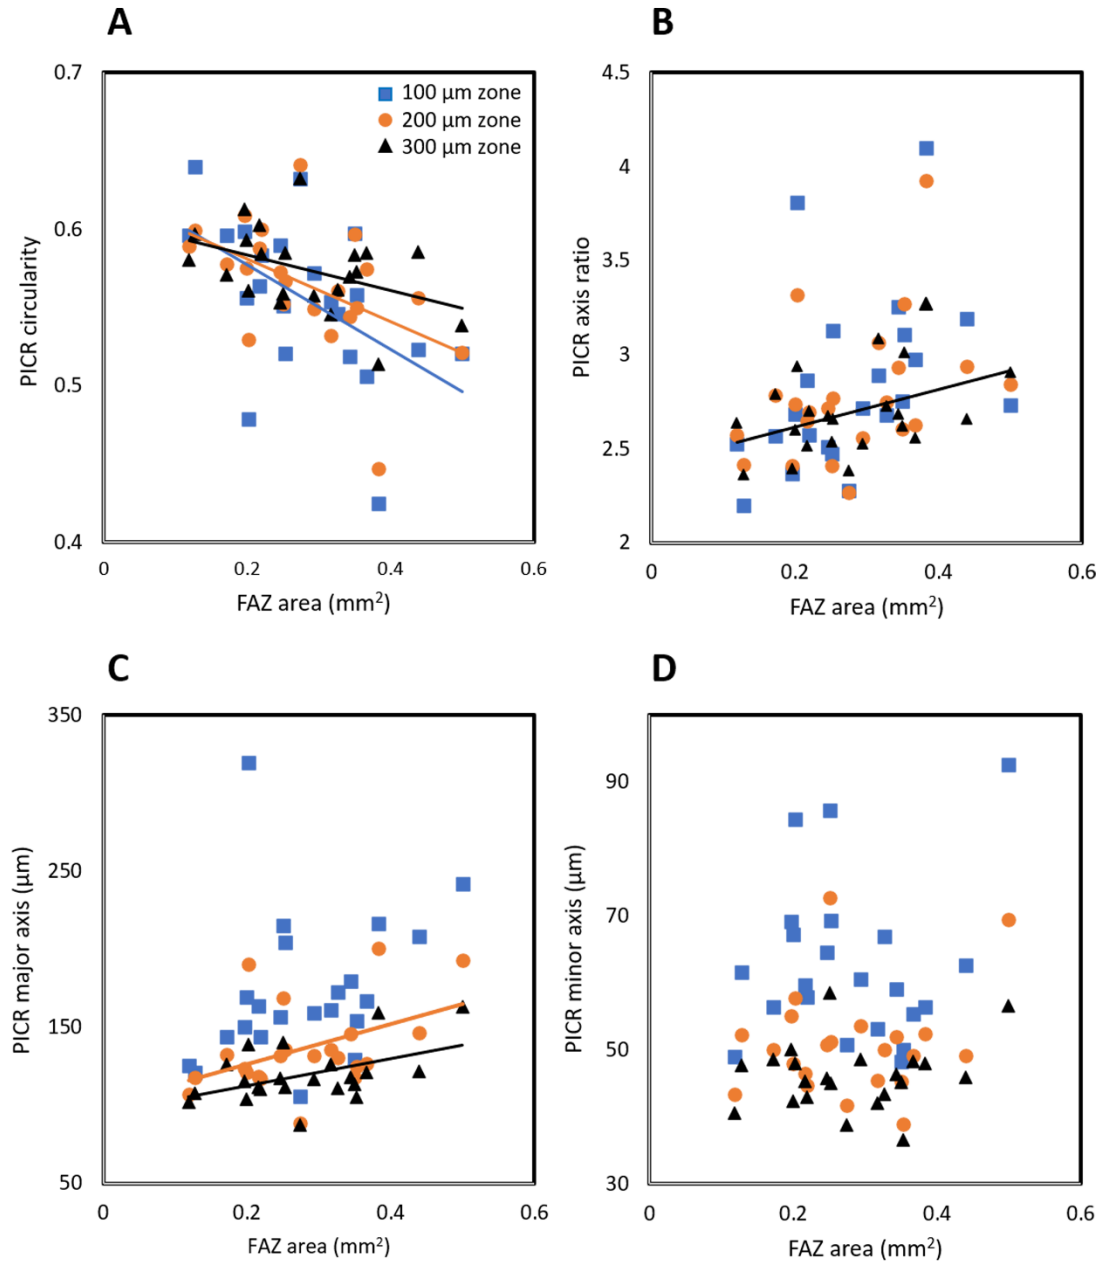 A
0.7
0.6
0.5
0.4
PICR circularity
100 µm zone
200 µm zone
300 µm zone
0 0.2 0.4 0.6
FAZ area (mm²)
B
4.5
4
3.5
3
2.5
2
PICR axis ratio
0 0.2 0.4 0.6
FAZ area (mm²)
C
350
250
150
50
PICR major axis (µm)
0 0.2 0.4 0.6
FAZ area (mm²)
D
90
70
50
30
PICR minor axis (µm)
0 0.2 0.4 0.6
FAZ area (mm²)